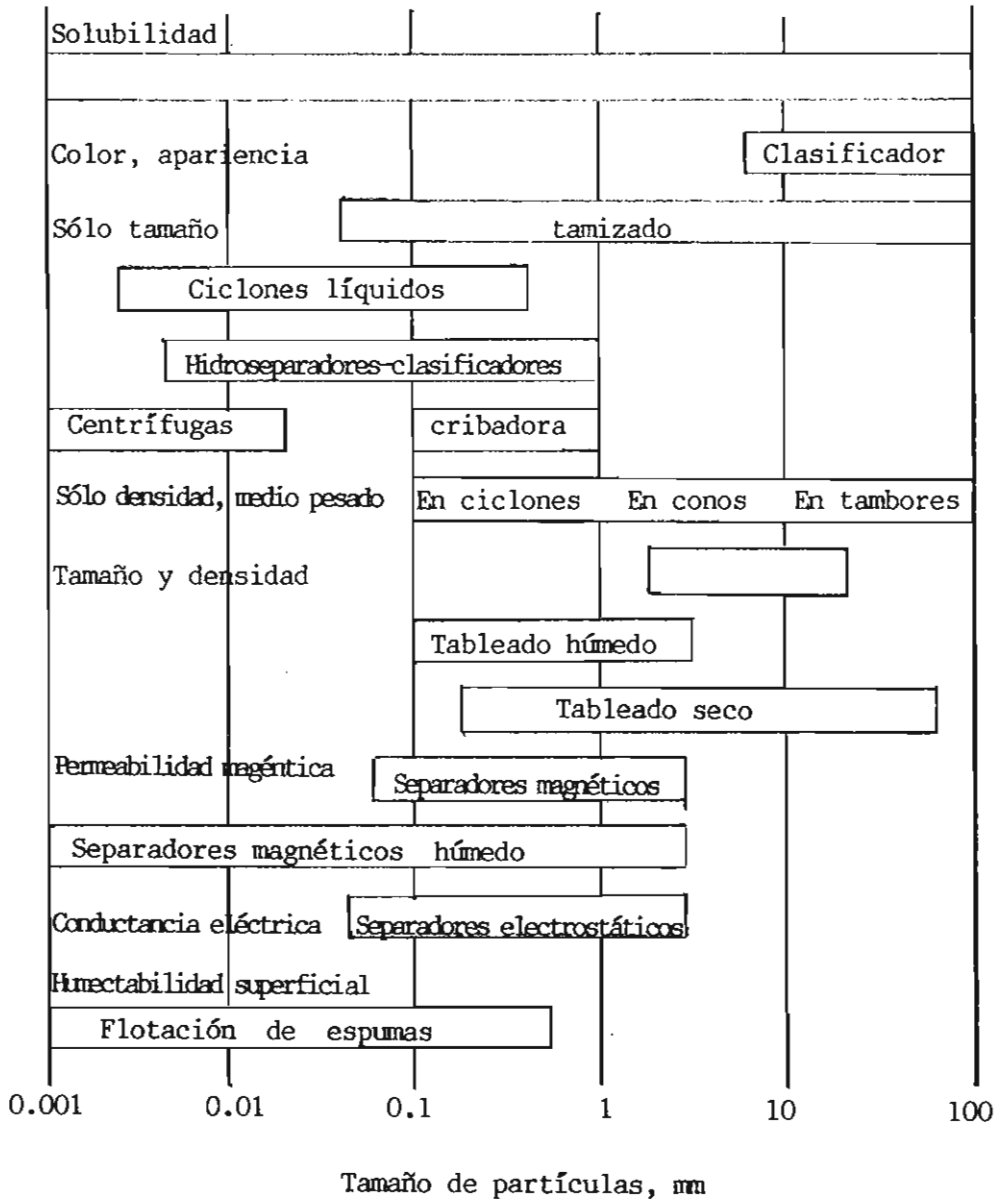 Solubilidad
Color, apariencia
Clasificador
Sólo tamaño
tamizado
Ciclones líquidos
Hidroseparadores-clasificadores
Centrífugas
cribadora
Sólo densidad, medio pesado
En ciclones En conos En tambores
Tamaño y densidad
Tableado húmedo
Tableado seco
Permeabilidad magéntica
Separadores magnéticos
Separadores magnéticos húmedo
Conductancia eléctrica
Separadores electrostáticos
Humectabilidad superficial
Flotación de espumas
0.001 0.01 0.1 1 10 100
Tamaño de partículas, mm